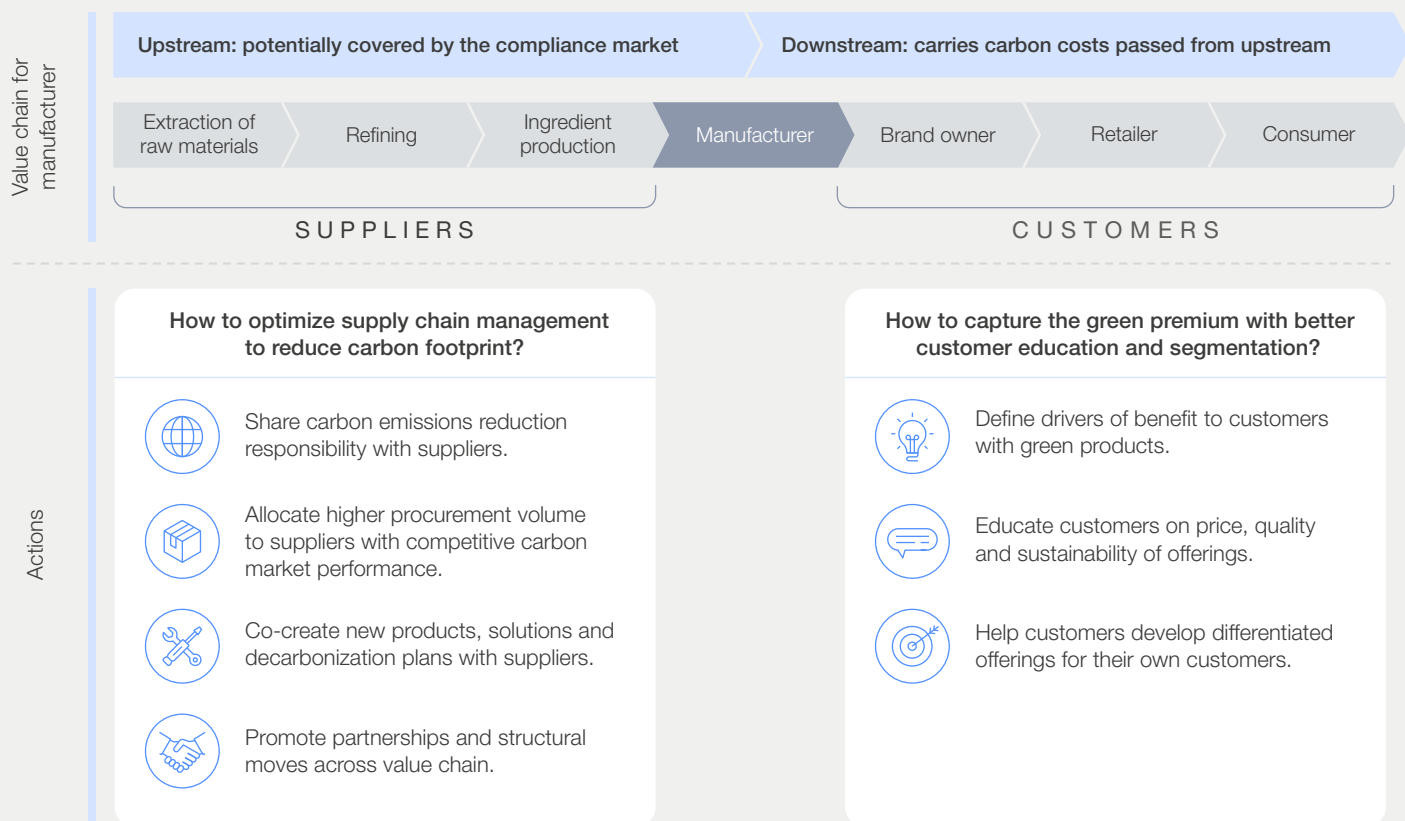 Value chain for
manufacturer
Upstream: potentially covered by the compliance market
Downstream: carries carbon costs passed from upstream
Extraction of
raw materials
Refining
Ingredient
production
Manufacturer
Brand owner
Retailer
Consumer
SUPPLIERS
CUSTOMERS
Actions
How to optimize supply chain management
to reduce carbon footprint?
Share carbon emissions reduction
responsibility with suppliers.
Allocate higher procurement volume
to suppliers with competitive carbon
market performance.
Co-create new products, solutions and
decarbonization plans with suppliers.
Promote partnerships and structural
moves across value chain.
How to capture the green premium with better
customer education and segmentation?
Define drivers of benefit to customers
with green products.
Educate customers on price, quality
and sustainability of offerings.
Help customers develop differentiated
offerings for their own customers.